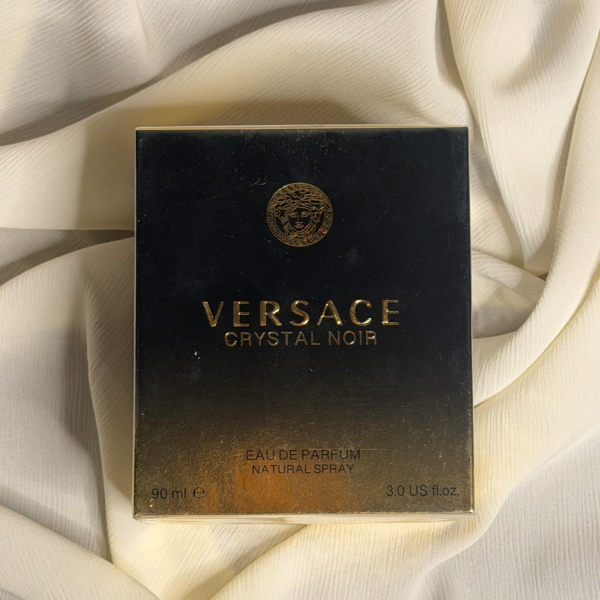 VERSACE
CRYSTAL NOIR
EAU DE PARFUM
NATURAL SPRAY
90 ml ℮ 3.0 US fl.oz.